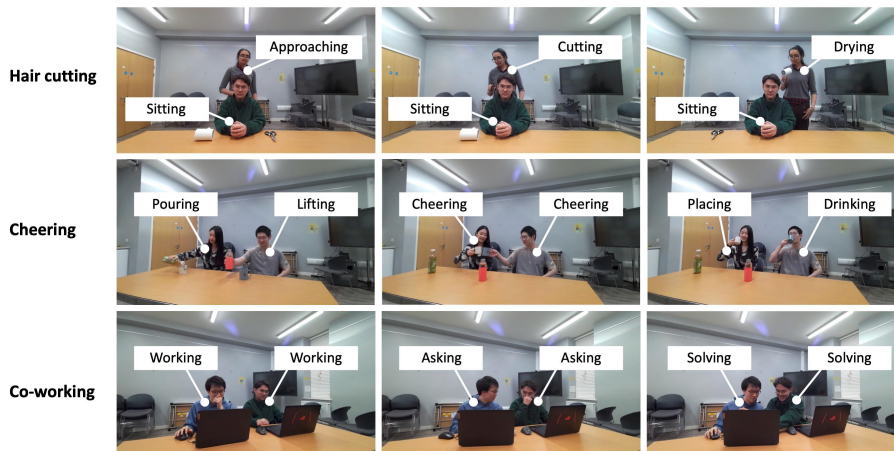 Hair cutting
Approaching
Sitting
Cutting
Sitting
Drying
Sitting
Cheering
Pouring
Lifting
Cheering
Cheering
Placing
Drinking
Co-working
Working
Working
Asking
Asking
Solving
Solving